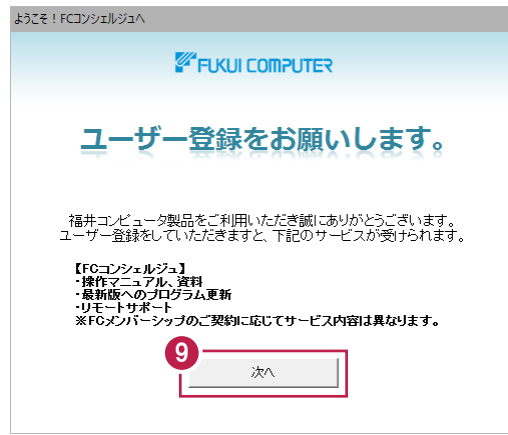 ようこそ！FCコンシェルジュへ
FUKUI COMPUTER
ユーザー登録をお願いします。
福井コンピュータ製品をご利用いただき誠にありがとうございます。
ユーザー登録をしていただきますと、下記のサービスが受けられます。
【FCコンシェルジュ】
・操作マニュアル、資料
・最新版へのプログラム更新
・リモートサポート
※FCメンバーシップのご契約に応じてサービス内容は異なります。
9
次へ